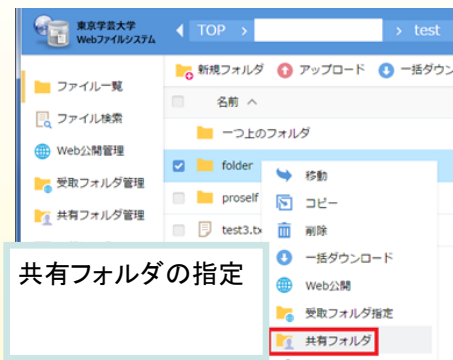 東京学芸大学
Webファイルシステム
TOP > > test
新規フォルダ アップロード 一括ダウン
ファイル一覧
名前
ファイル検索
一つ上のフォルダ
Web公開管理
folder
移動
受取フォルダ管理
proself
コピー
共有フォルダ管理
test3.tx
削除
一括ダウンロード
共有フォルダの指定
Web公開
受取フォルダ指定
共有フォルダ